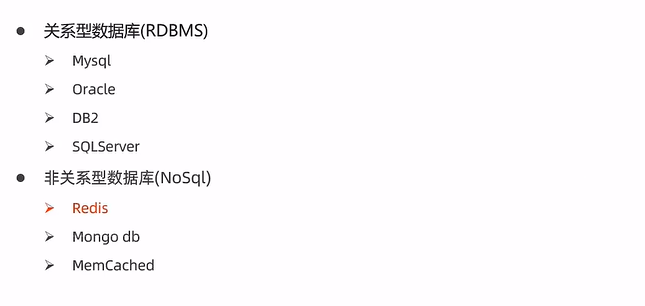 关系型数据库(RDBMS)
Mysql
Oracle
DB2
SQLServer
非关系型数据库(NoSql)
Redis
Mongo db
MemCached